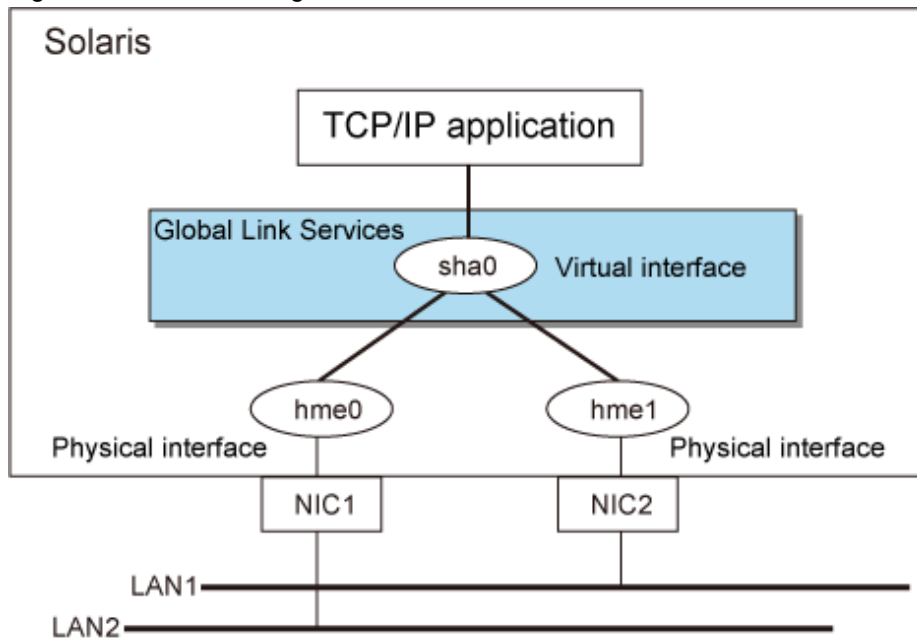 Solaris
TCP/IP application
Global Link Services
sha0
Virtual interface
hme0
hme1
Physical interface
Physical interface
NIC1
NIC2
LAN1
LAN2